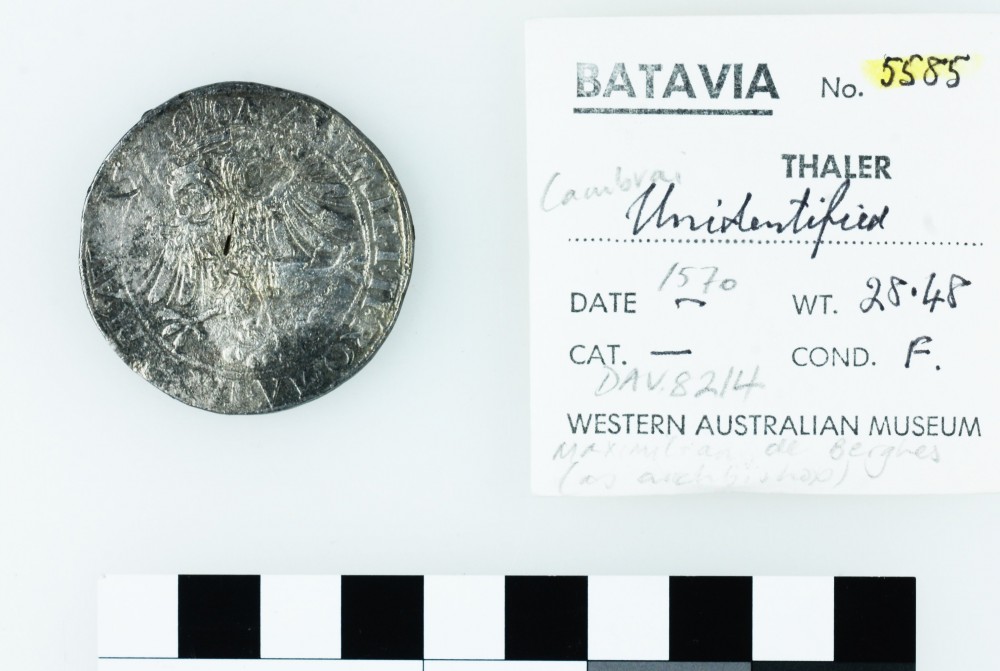 BATAVIA No. 5585
THALER
Cambrai
Unidentified
1570
DATE ~ WT. 28.48
CAT. — COND. F.
DAV. 8214
WESTERN AUSTRALIAN MUSEUM
Maximilian de Berghes
(as archbishop)